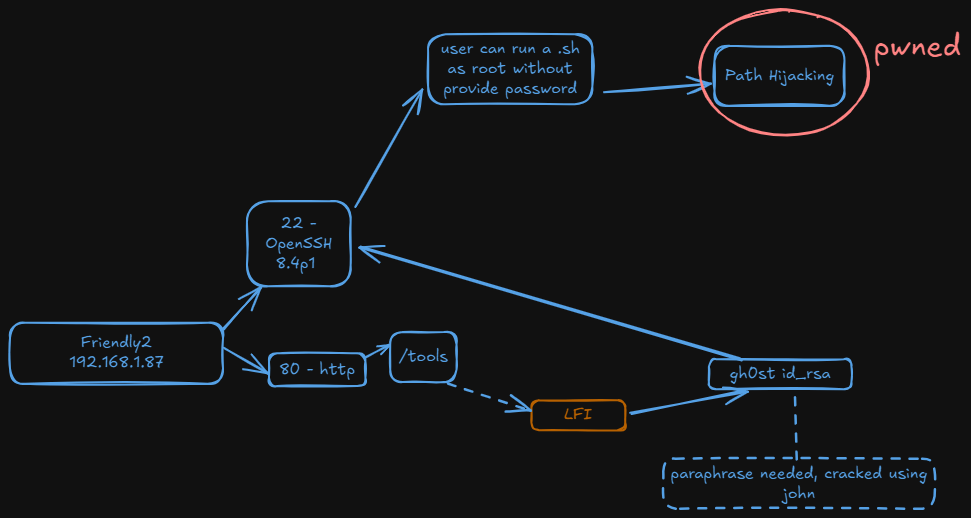 user can run a .sh
as root without
provide password
Path Hijacking
pwned
22 -
OpenSSH
8.4p1
Friendly2
192.168.1.87
80 - http
/tools
LFI
gh0st id_rsa
paraphrase needed, cracked using
john